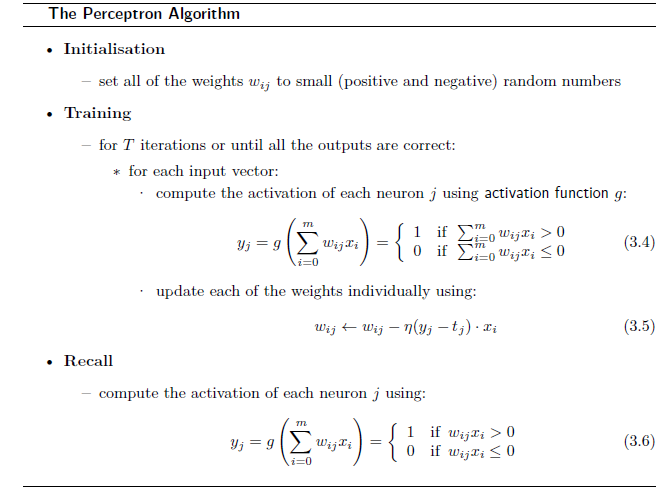 The Perceptron Algorithm
• Initialisation
– set all of the weights w_{ij} to small (positive and negative) random numbers
• Training
– for T iterations or until all the outputs are correct:
∗ for each input vector:
· compute the activation of each neuron j using activation function g:
y_j = g\left(\sum_{i=0}^{m} w_{ij}x_i\right) = \begin{cases} 1 & \text{if } \sum_{i=0}^{m} w_{ij}x_i > 0 \\ 0 & \text{if } \sum_{i=0}^{m} w_{ij}x_i \leq 0 \end{cases} (3.4)
· update each of the weights individually using:
w_{ij} ← w_{ij} − η(y_j − t_j) · x_i (3.5)
• Recall
– compute the activation of each neuron j using:
y_j = g\left(\sum_{i=0}^{m} w_{ij}x_i\right) = \begin{cases} 1 & \text{if } w_{ij}x_i > 0 \\ 0 & \text{if } w_{ij}x_i \leq 0 \end{cases} (3.6)